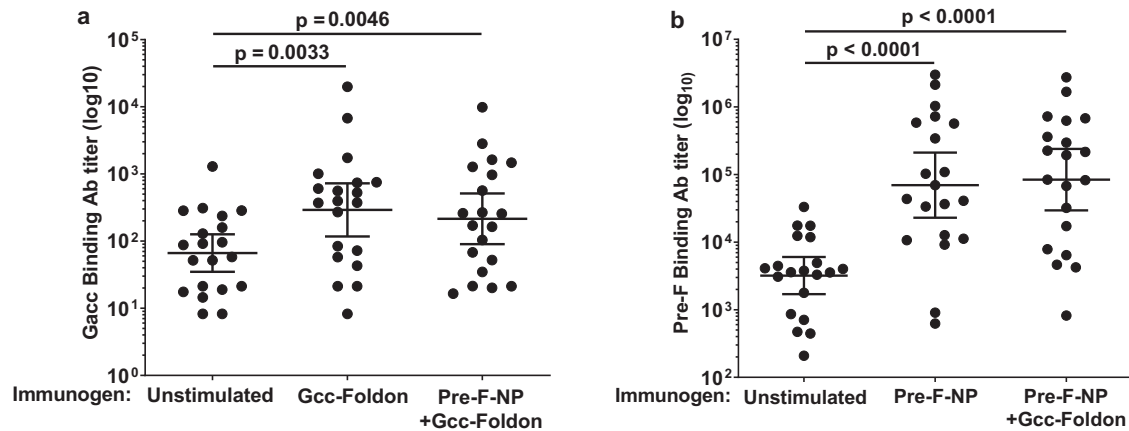 a
p = 0.0046
p = 0.0033
Gacc Binding Ab titer (log10)
10⁵
10⁴
10³
10²
10¹
10⁰
Immunogen: Unstimulated Gcc-Foldon Pre-F-NP
+Gcc-Foldon
b
p < 0.0001
p < 0.0001
Pre-F Binding Ab titer (log₁₀)
10⁷
10⁶
10⁵
10⁴
10³
10²
Immunogen: Unstimulated Pre-F-NP Pre-F-NP
+Gcc-Foldon